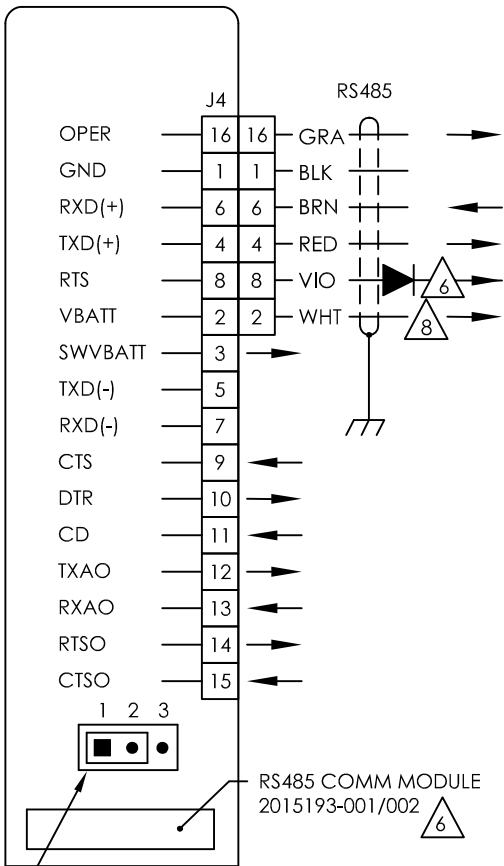 RS485
J4
OPER 16 16 GRA
GND 1 1 BLK
RXD(+) 6 6 BRN
TXD(+) 4 4 RED
RTS 8 8 VIO 6
VBATT 2 2 WHT 8
SWVBATT 3
TXD(-) 5
RXD(-) 7
CTS 9
DTR 10
CD 11
TXAO 12
RXAO 13
RTSO 14
CTSO 15
1 2 3
RS485 COMM MODULE
2015193-001/002 6